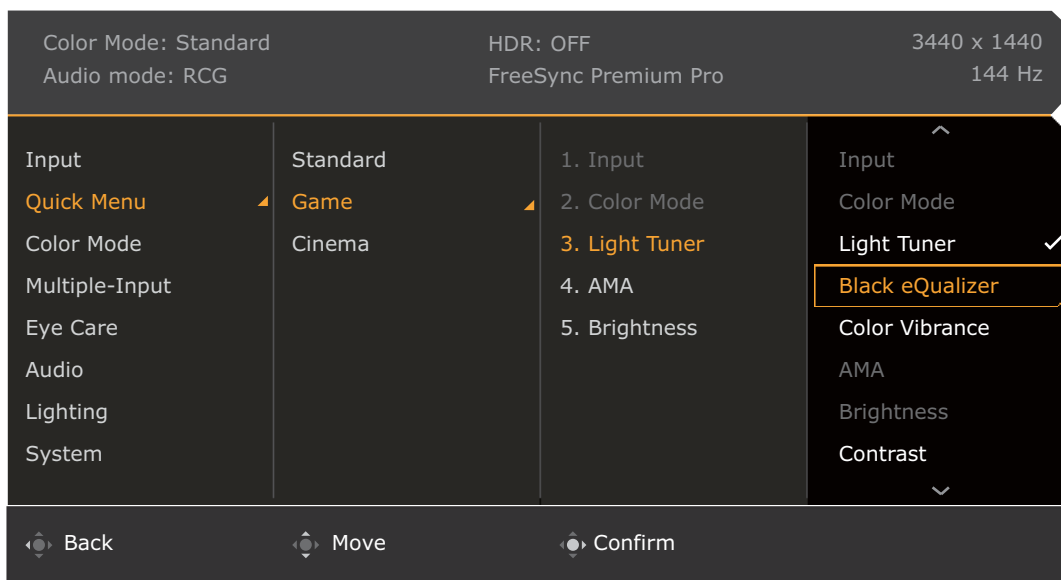 Color Mode: Standard
HDR: OFF
3440 x 1440
Audio mode: RCG
FreeSync Premium Pro
144 Hz
Input
Quick Menu
Color Mode
Multiple-Input
Eye Care
Audio
Lighting
System
Standard
Game
Cinema
1. Input
2. Color Mode
3. Light Tuner
4. AMA
5. Brightness
Input
Color Mode
Light Tuner
Black eQualizer
Color Vibrance
AMA
Brightness
Contrast
Back
Move
Confirm